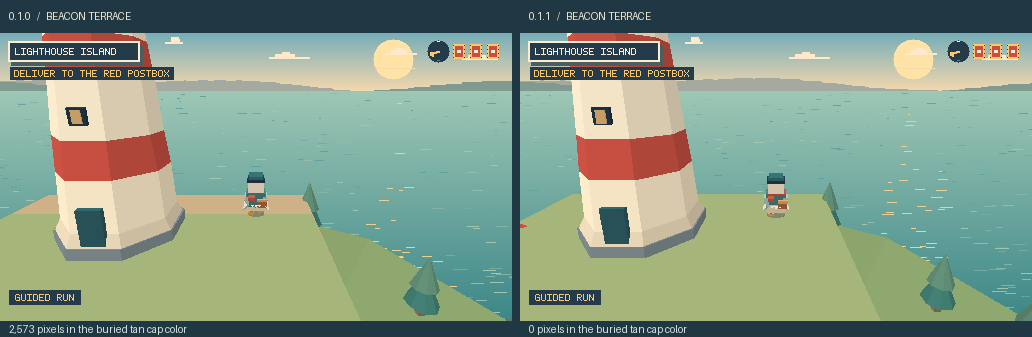 0.1.0 / BEACON TERRACE
LIGHTHOUSE ISLAND
DELIVER TO THE RED POSTBOX
GUIDED RUN
2,573 pixels in the buried tan cap color
0.1.1 / BEACON TERRACE
LIGHTHOUSE ISLAND
DELIVER TO THE RED POSTBOX
GUIDED RUN
0 pixels in the buried tan cap color